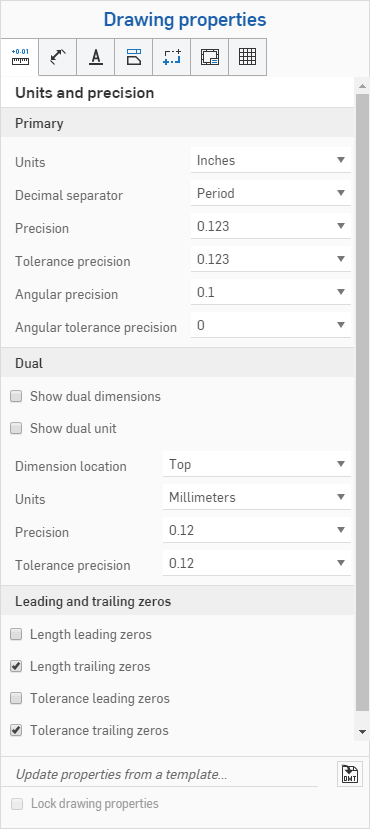 Drawing properties
+0.01
A
Units and precision
Primary
Units Inches
Decimal separator Period
Precision 0.123
Tolerance precision 0.123
Angular precision 0.1
Angular tolerance precision 0
Dual
Show dual dimensions
Show dual unit
Dimension location Top
Units Millimeters
Precision 0.12
Tolerance precision 0.12
Leading and trailing zeros
Length leading zeros
Length trailing zeros
Tolerance leading zeros
Tolerance trailing zeros
Update properties from a template...
DWT
Lock drawing properties